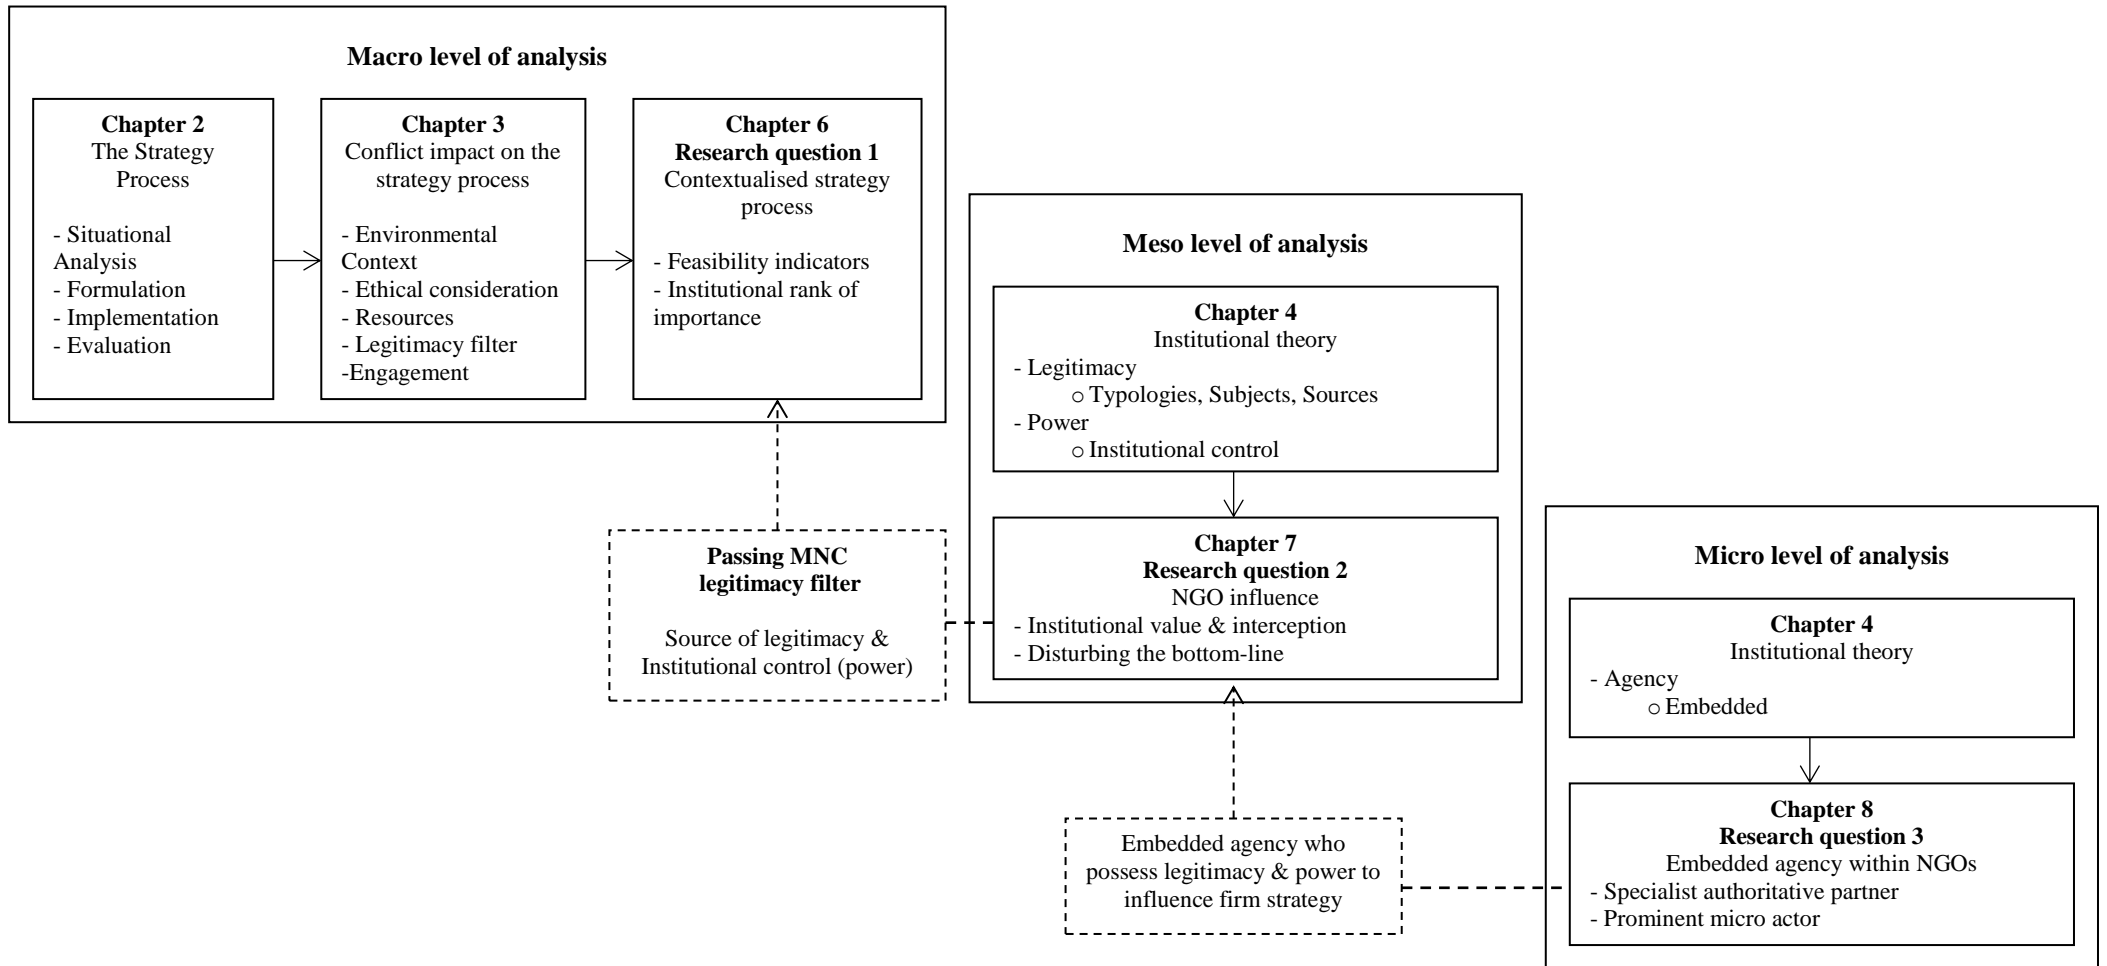 Macro level of analysis
Chapter 2
The Strategy
Process
- Situational
Analysis
- Formulation
- Implementation
- Evaluation
Chapter 3
Conflict impact on the
strategy process
- Environmental
Context
- Ethical consideration
- Resources
- Legitimacy filter
-Engagement
Chapter 6
Research question 1
Contextualised strategy
process
- Feasibility indicators
- Institutional rank of
importance
Passing MNC
legitimacy filter
Source of legitimacy &
Institutional control (power)
Meso level of analysis
Chapter 4
Institutional theory
- Legitimacy
o Typologies, Subjects, Sources
- Power
o Institutional control
Chapter 7
Research question 2
NGO influence
- Institutional value & interception
- Disturbing the bottom-line
Embedded agency who
possess legitimacy & power to
influence firm strategy
Micro level of analysis
Chapter 4
Institutional theory
- Agency
o Embedded
Chapter 8
Research question 3
Embedded agency within NGOs
- Specialist authoritative partner
- Prominent micro actor